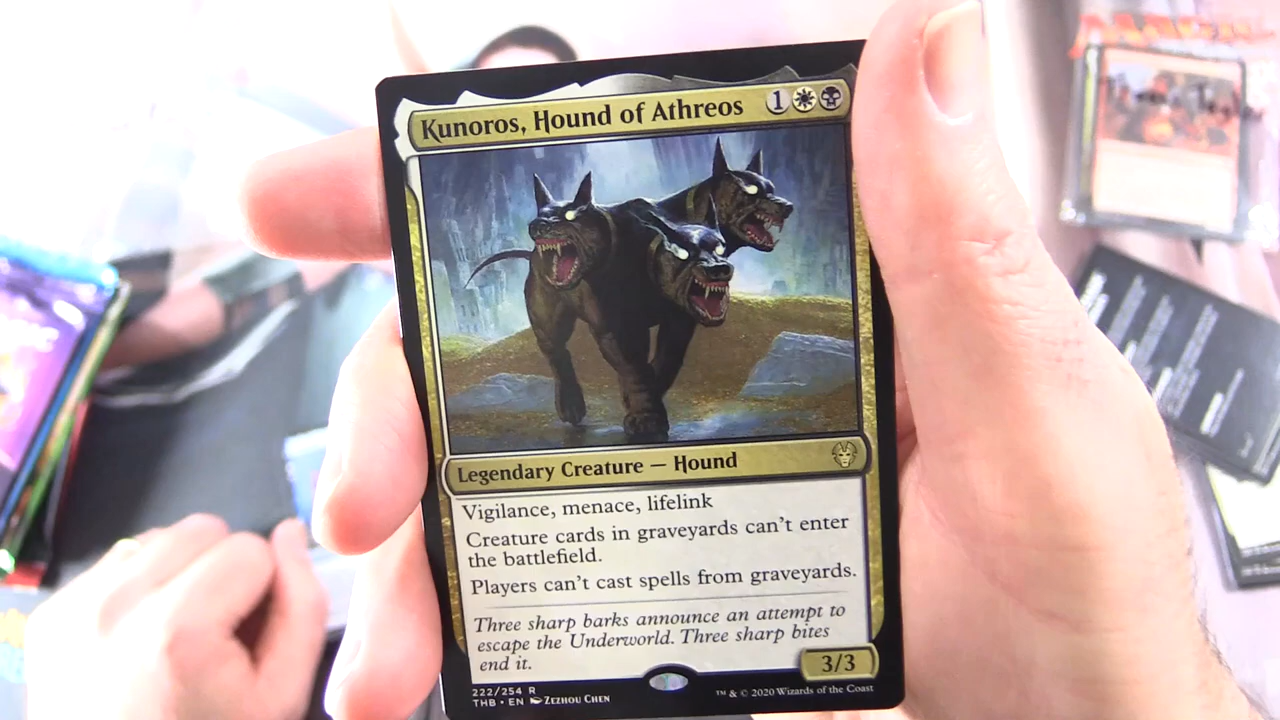 Kunoros, Hound of Athreos 1
Legendary Creature — Hound
Vigilance, menace, lifelink
Creature cards in graveyards can't enter
the battlefield.
Players can't cast spells from graveyards.
Three sharp barks announce an attempt to
escape the Underworld. Three sharp bites
end it.
3/3
222/254 R
THB • EN Zezhou Chen
™ & © 2020 Wizards of the Coast